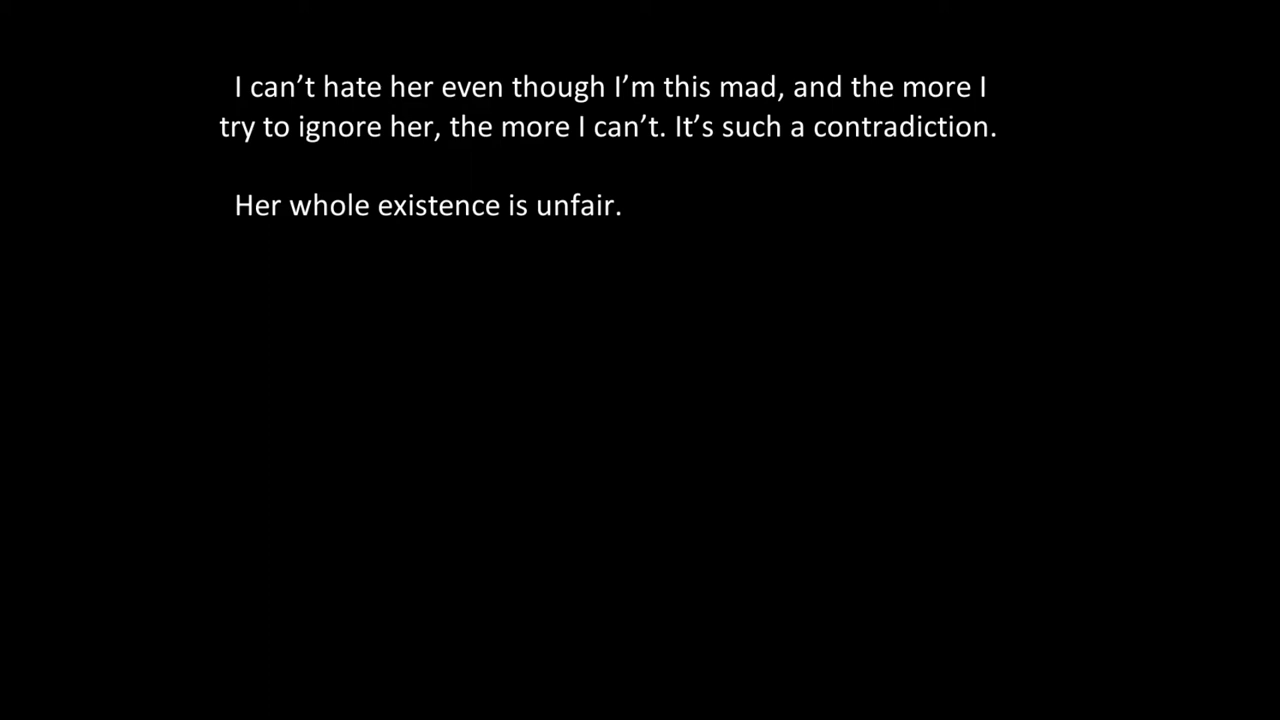 I can’t hate her even though I’m this mad, and the more I
try to ignore her, the more I can’t. It’s such a contradiction.
Her whole existence is unfair.